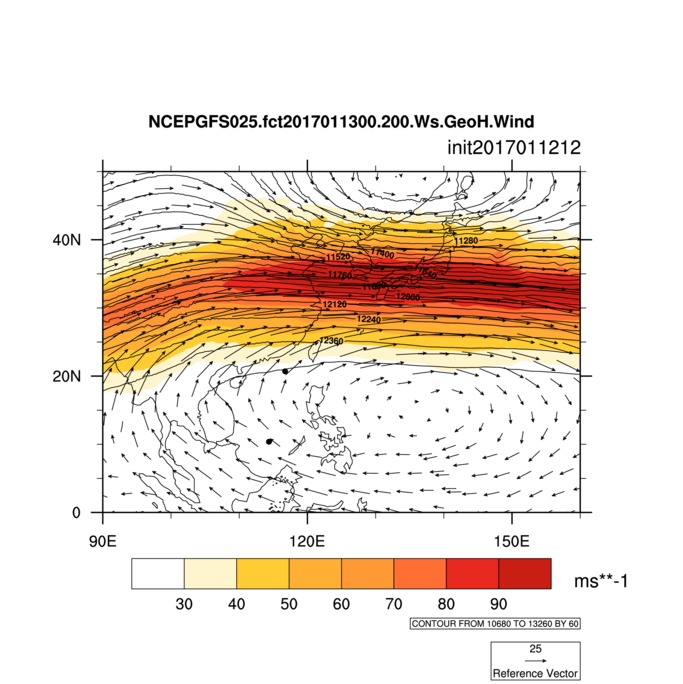 NCEPGFS025.fct2017011300.200.Ws.GeoH.Wind
init2017011212
40N
20N
0
11280
11520
11400
11760
11640
12000
12120
12240
12360
90E 120E 150E
30 40 50 60 70 80 90
ms**-1
CONTOUR FROM 10680 TO 13260 BY 60
25
Reference Vector